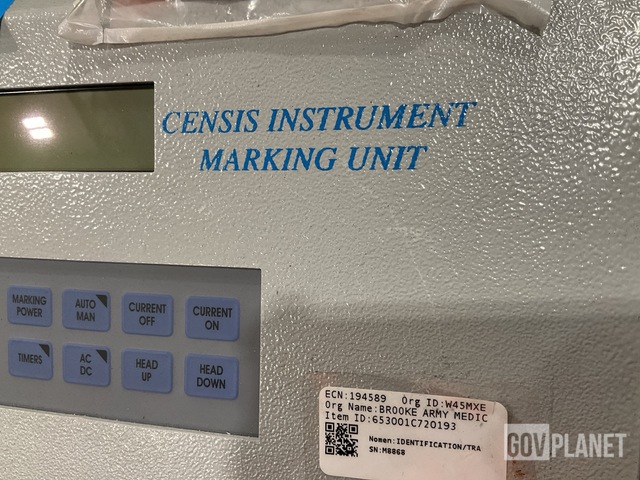 CENSIS INSTRUMENT
MARKING UNIT
MARKING POWER
AUTO MAN
CURRENT OFF
CURRENT ON
TIMERS
AC DC
HEAD UP
HEAD DOWN
ECN:194589 Org ID:W45MXE
Org Name:BROOKE ARMY MEDIC
Item ID:653001C720193
Nomen:IDENTIFICATION/TRA
SN:M8868
GOVPLANET